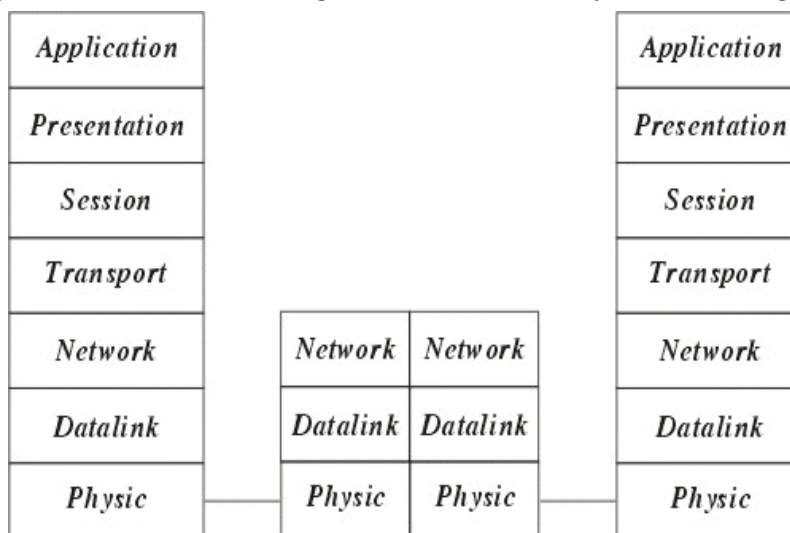 Application
Application
Presentation
Presentation
Session
Session
Transport
Transport
Network
Network
Network
Network
Datalink
Datalink
Datalink
Datalink
Physic
Physic
Physic
Physic